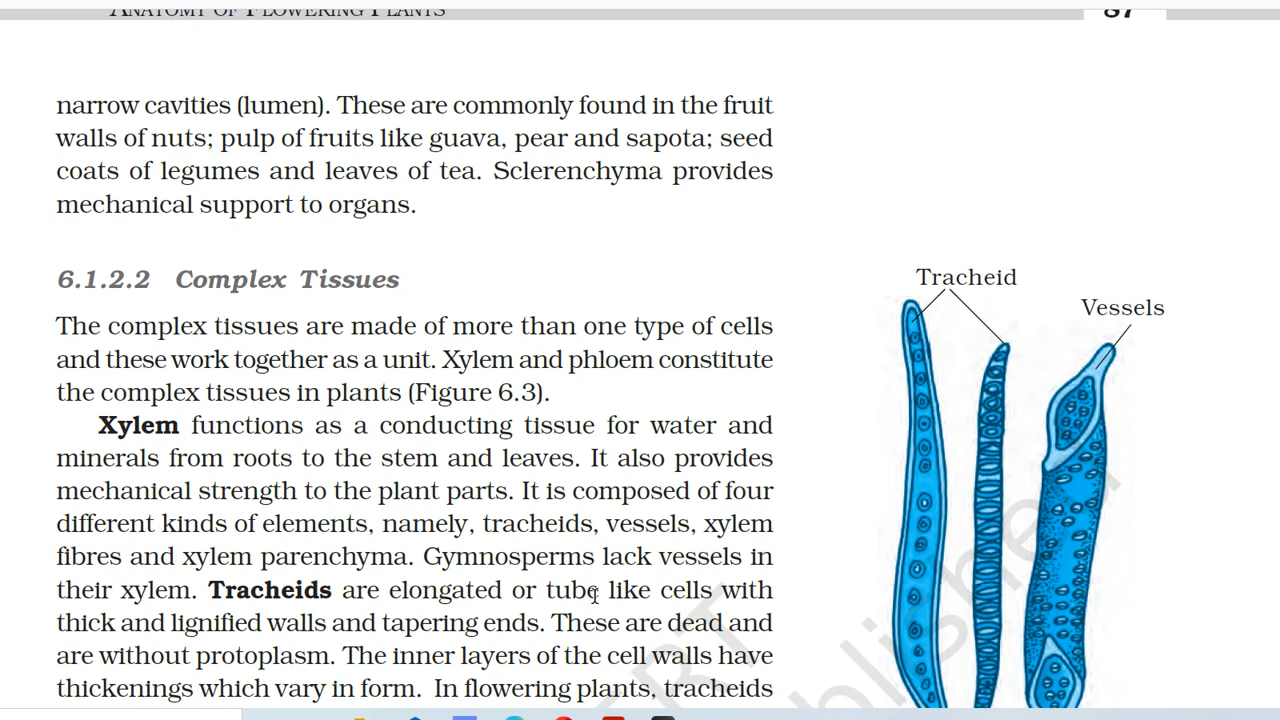 ANATOMY OF FLOWERING PLANTS
87
narrow cavities (lumen). These are commonly found in the fruit
walls of nuts; pulp of fruits like guava, pear and sapota; seed
coats of legumes and leaves of tea. Sclerenchyma provides
mechanical support to organs.
6.1.2.2 Complex Tissues
The complex tissues are made of more than one type of cells
and these work together as a unit. Xylem and phloem constitute
the complex tissues in plants (Figure 6.3).
Xylem functions as a conducting tissue for water and
minerals from roots to the stem and leaves. It also provides
mechanical strength to the plant parts. It is composed of four
different kinds of elements, namely, tracheids, vessels, xylem
fibres and xylem parenchyma. Gymnosperms lack vessels in
their xylem. Tracheids are elongated or tube like cells with
thick and lignified walls and tapering ends. These are dead and
are without protoplasm. The inner layers of the cell walls have
thickenings which vary in form. In flowering plants, tracheids
Tracheid
Vessels